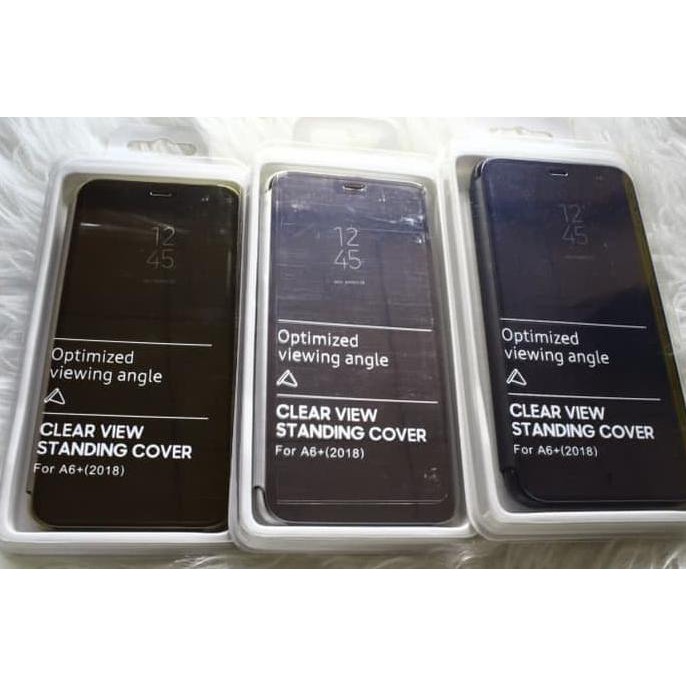 12
45
Optimized
viewing angle
CLEAR VIEW
STANDING COVER
For A6+(2018)
12
45
Optimized
viewing angle
CLEAR VIEW
STANDING COVER
For A6+(2018)
12
45
Optimized
viewing angle
CLEAR VIEW
STANDING COVER
For A6+(2018)